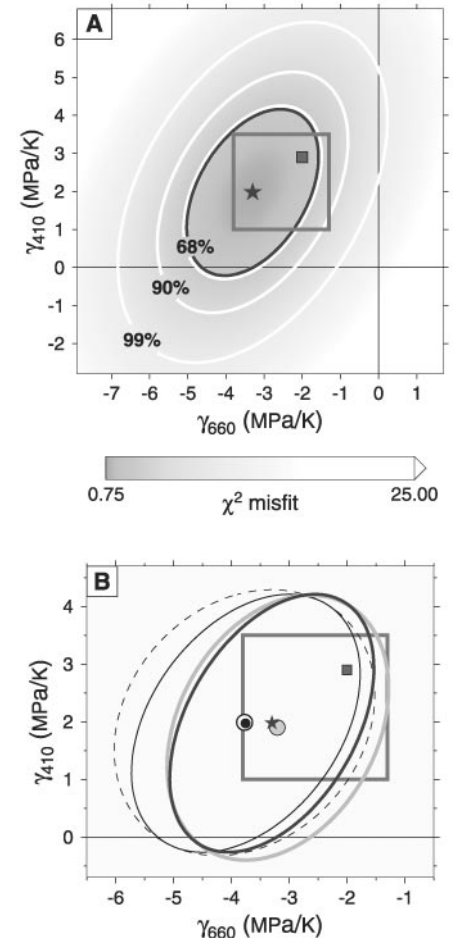 A
6
5
4
3
2
1
0
-1
-2
γ410 (MPa/K)
68%
90%
99%
-7 -6 -5 -4 -3 -2 -1 0 1
γ660 (MPa/K)
0.75 25.00
χ² misfit
B
4
3
2
1
0
γ410 (MPa/K)
-6 -5 -4 -3 -2 -1
γ660 (MPa/K)